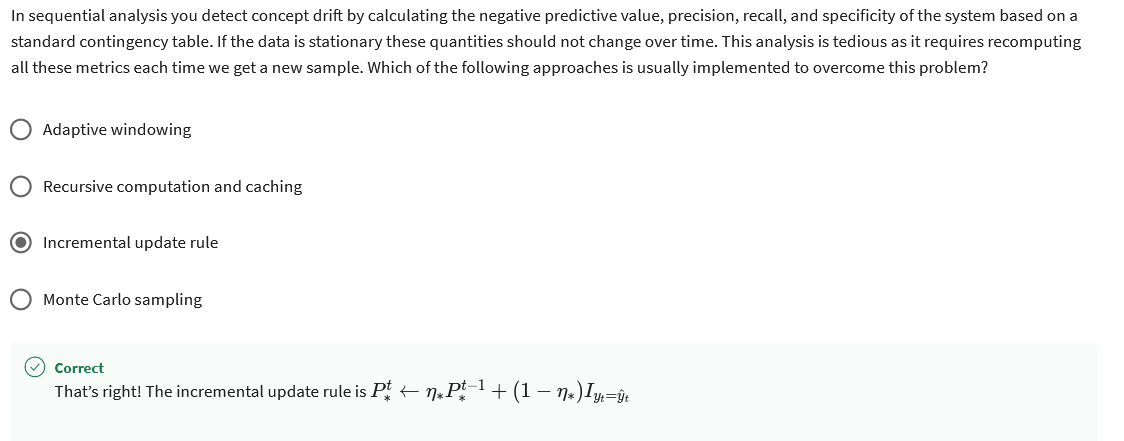 In sequential analysis you detect concept drift by calculating the negative predictive value, precision, recall, and specificity of the system based on a
standard contingency table. If the data is stationary these quantities should not change over time. This analysis is tedious as it requires recomputing
all these metrics each time we get a new sample. Which of the following approaches is usually implemented to overcome this problem?
Adaptive windowing
Recursive computation and caching
Incremental update rule
Monte Carlo sampling
Correct
That's right! The incremental update rule is $P_*^t \leftarrow \eta_* P_*^{t-1} + (1 - \eta_*) I_{y_t = \hat{y}_t}$